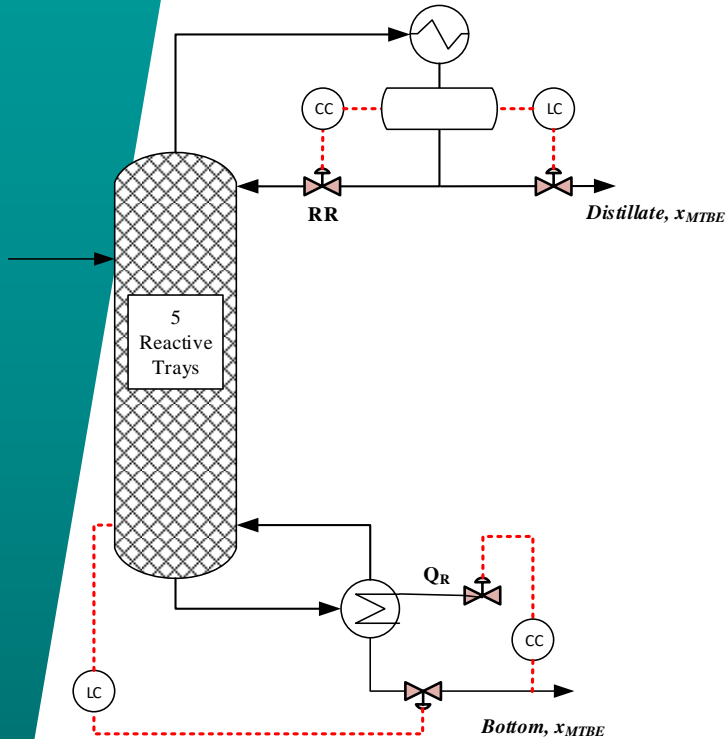 CC
LC
RR
Distillate, xMTBE
5
Reactive
Trays
QR
CC
LC
Bottom, xMTBE